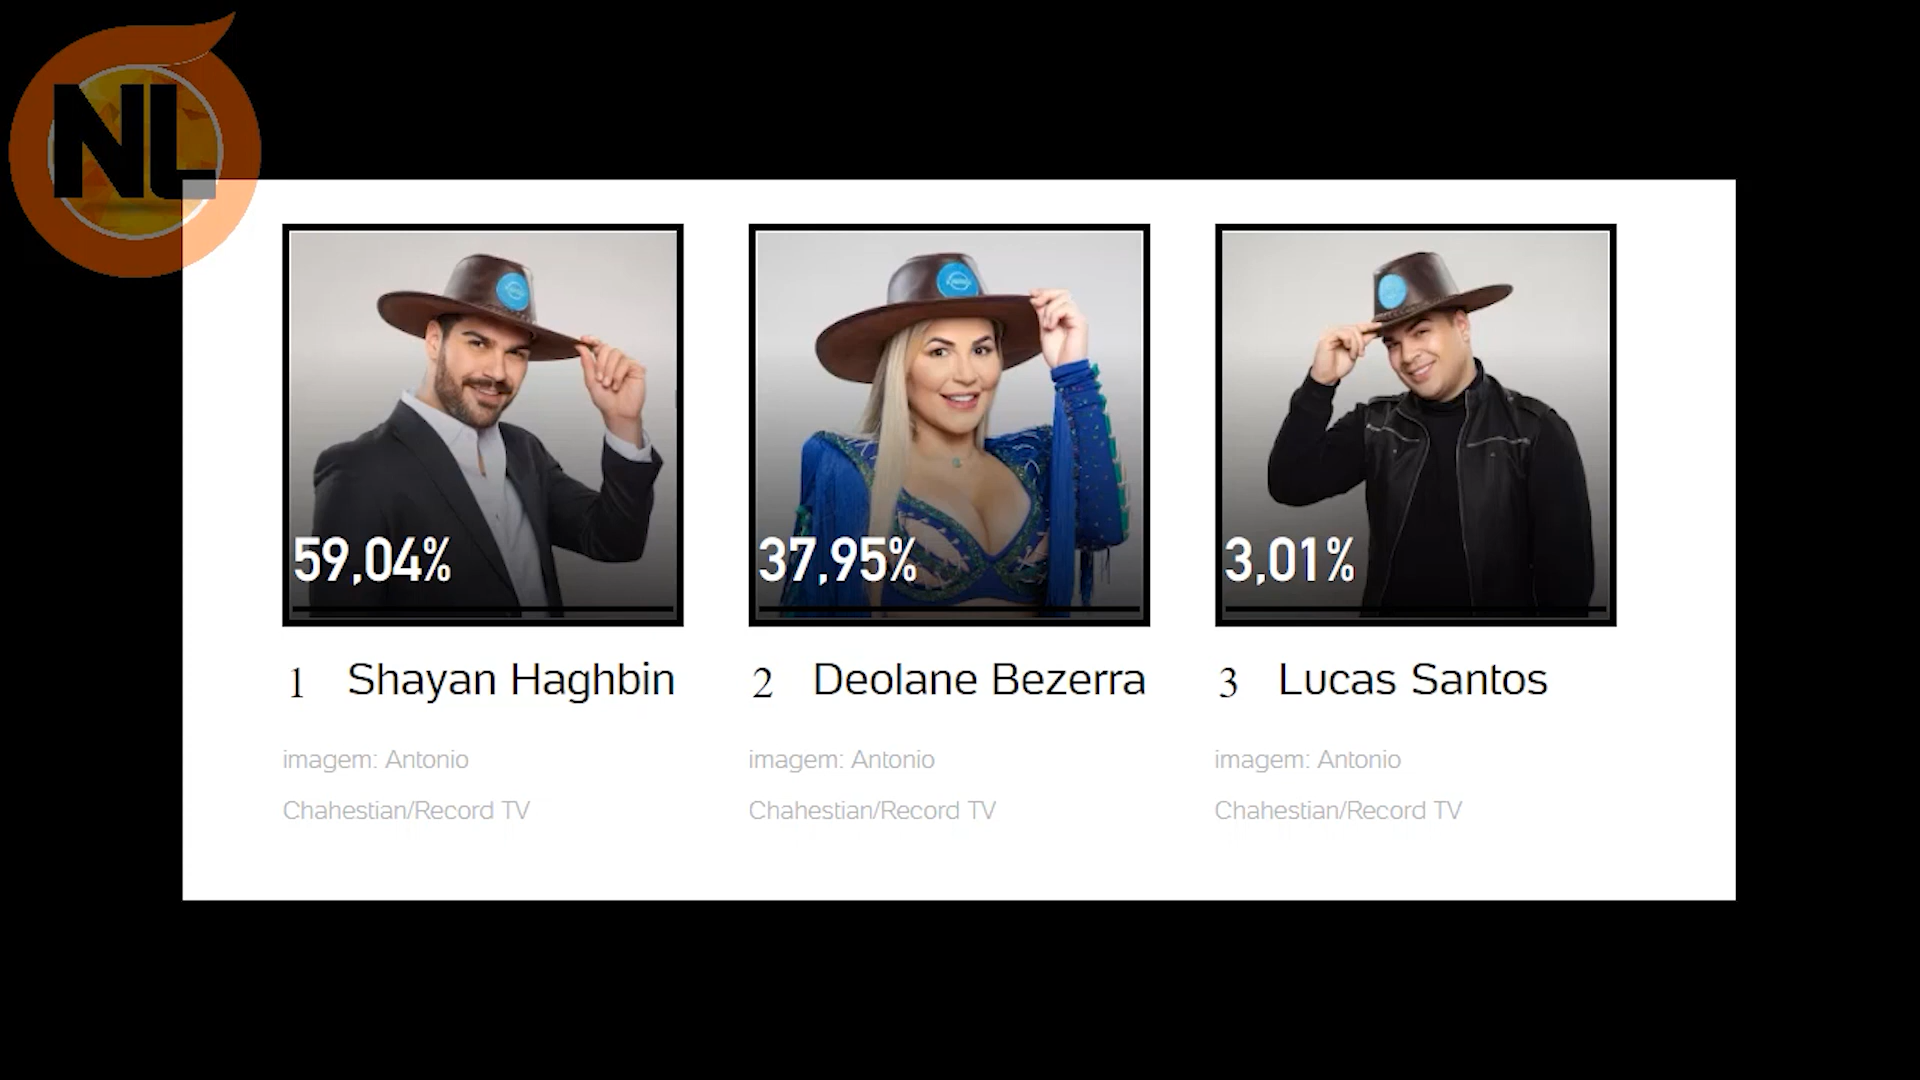 NL
59,04%
37,95%
3,01%
1 Shayan Haghbin
2 Deolane Bezerra
3 Lucas Santos
imagem: Antonio
Chahestian/Record TV
imagem: Antonio
Chahestian/Record TV
imagem: Antonio
Chahestian/Record TV